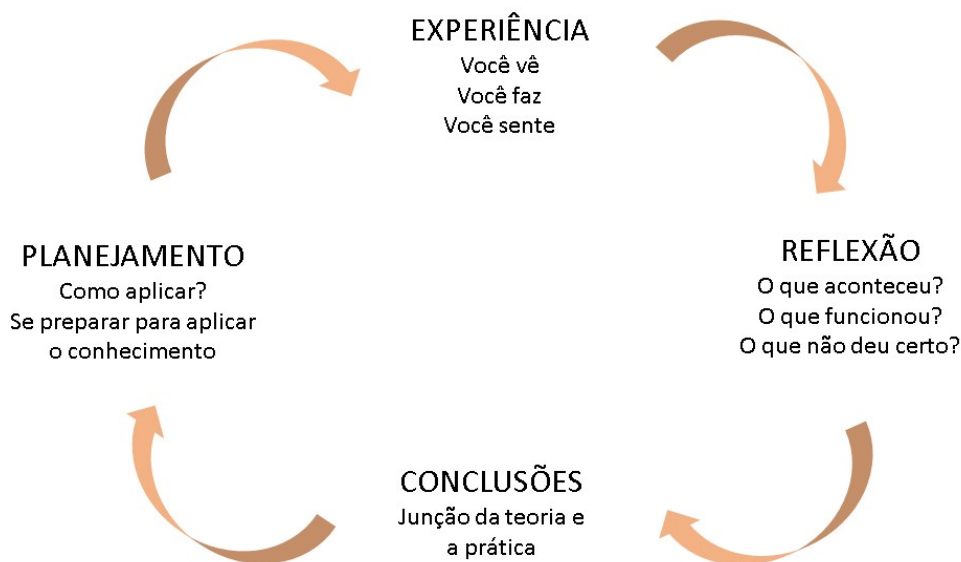 EXPERIÊNCIA
Você vê
Você faz
Você sente
PLANEJAMENTO
Como aplicar?
Se preparar para aplicar
o conhecimento
REFLEXÃO
O que aconteceu?
O que funcionou?
O que não deu certo?
CONCLUSÕES
Junção da teoria e
a prática